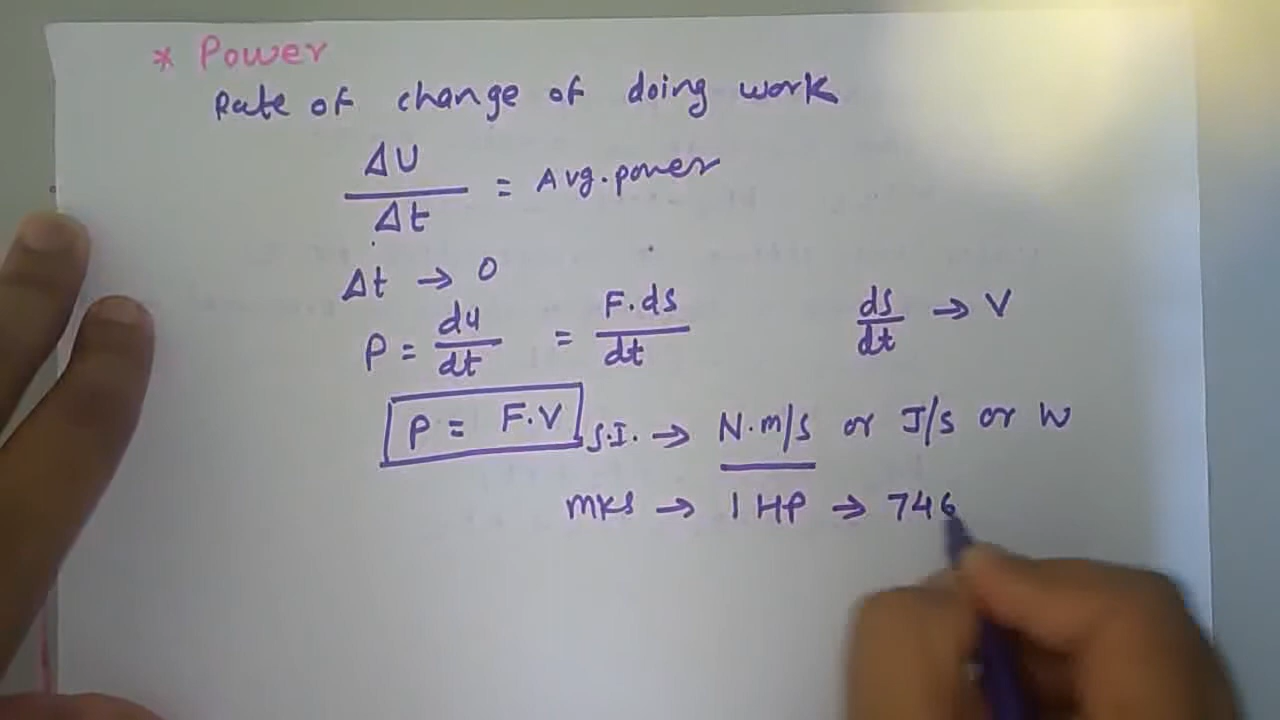 * Power
Rate of change of doing work
ΔU / Δt = Avg. power
Δt → 0
P = du/dt = F.ds/dt    ds/dt → V
P = F.V    S.I. → N.m/s or J/s or W
MKS → 1 HP → 746